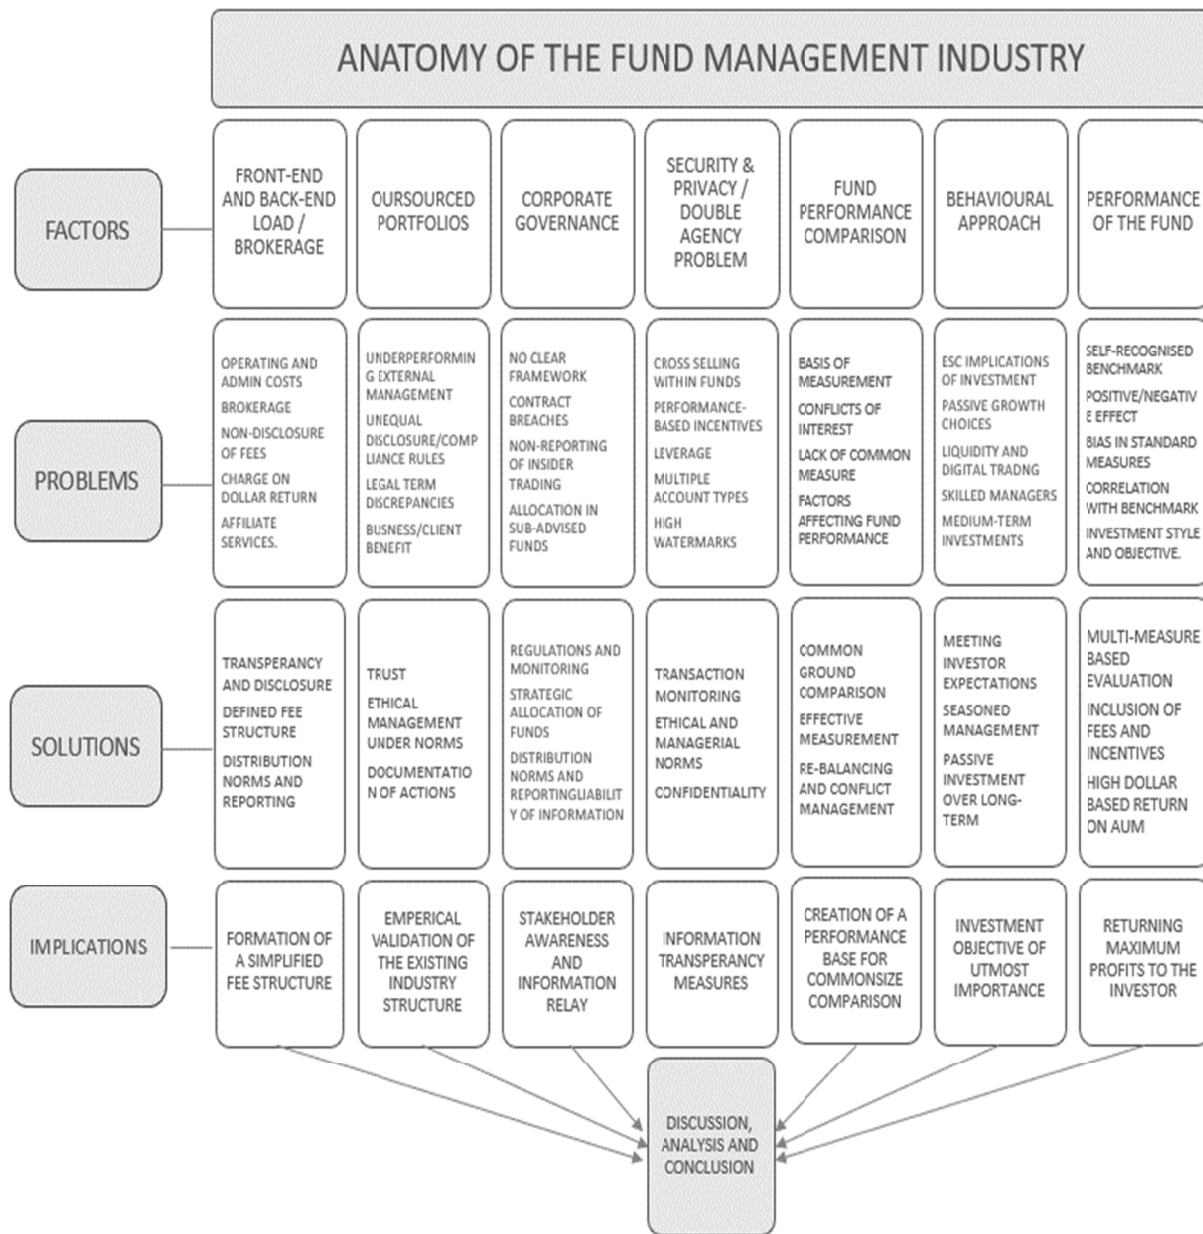 ANATOMY OF THE FUND MANAGEMENT INDUSTRY
FACTORS
FRONT-END
AND BACK-END
LOAD /
BROKERAGE
OURSOURCED
PORTFOLIOS
CORPORATE
GOVERNANCE
SECURITY &
PRIVACY /
DOUBLE
AGENCY
PROBLEM
FUND
PERFORMANCE
COMPARISON
BEHAVIOURAL
APPROACH
PERFORMANCE
OF THE FUND
PROBLEMS
OPERATING AND
ADMIN COSTS
BROKERAGE
NON-DISCLOSURE
OF FEES
CHARGE ON
DOLLAR RETURN
AFFILIATE
SERVICES.
UNDERPERFORMIN
G EXTERNAL
MANAGEMENT
UNEQUAL
DISCLOSURE/COMP
LIANCE RULES
LEGAL TERM
DISCREPANCIES
BUSINESS/CLIENT
BENEFIT
NO CLEAR
FRAMEWORK
CONTRACT
BREACHES
NON-REPORTING
OF INSIDER
TRADING
ALLOCATION IN
SUB-ADVISED
FUNDS
CROSS SELLING
WITHIN FUNDS
PERFORMANCE-
BASED INCENTIVES
LEVERAGE
MULTIPLE
ACCOUNT TYPES
HIGH
WATERMARKS
BASIS OF
MEASUREMENT
CONFLICTS OF
INTEREST
LACK OF COMMON
MEASURE
FACTORS
AFFECTING FUND
PERFORMANCE
ESC IMPLICATIONS
OF INVESTMENT
PASSIVE GROWTH
CHOICES
LIQUIDITY AND
DIGITAL TRADNG
SKILLED MANAGERS
MEDIUM-TERM
INVESTMENTS
SELF-RECOGNISED
BENCHMARK
POSITIVE/NEGATIV
E EFFECT
BIAS IN STANDARD
MEASURES
CORRELATION
WITH BENCHMARK
INVESTMENT STYLE
AND OBJECTIVE.
SOLUTIONS
TRANSPERANCY
AND DISCLOSURE
DEFINED FEE
STRUCTURE
DISTRIBUTION
NORMS AND
REPORTING
TRUST
ETHICAL
MANAGEMENT
UNDER NORMS
DOCUMENTATIO
N OF ACTIONS
REGULATIONS AND
MONITORING
STRATEGIC
ALLOCATION OF
FUNDS
DISTRIBUTION
NORMS AND
REPORTINGLIABILIT
Y OF INFORMATION
TRANSACTION
MONITORING
ETHICAL AND
MANAGERIAL
NORMS
CONFIDENTIALITY
COMMON
GROUND
COMPARISON
EFFECTIVE
MEASUREMENT
RE-BALANCING
AND CONFLICT
MANAGEMENT
MEETING
INVESTOR
EXPECTATIONS
SEASONED
MANAGEMENT
PASSIVE
INVESTMENT
OVER LONG-
TERM
MULTI-MEASURE
BASED
EVALUATION
INCLUSION OF
FEES AND
INCENTIVES
HIGH DOLLAR
BASED RETURN
ON AUM
IMPLICATIONS
FORMATION OF
A SIMPLIFIED
FEE STRUCTURE
EMPERICAL
VALIDATION OF
THE EXISTING
INDUSTRY
STRUCTURE
STAKEHOLDER
AWARENESS
AND
INFORMATION
RELAY
INFORMATION
TRANSPERANCY
MEASURES
CREATION OF A
PERFORMANCE
BASE FOR
COMMONSIZE
COMPARISON
INVESTMENT
OBJECTIVE OF
UTMOST
IMPORTANCE
RETURNING
MAXIMUM
PROFITS TO THE
INVESTOR
DISCUSSION,
ANALYSIS AND
CONCLUSION